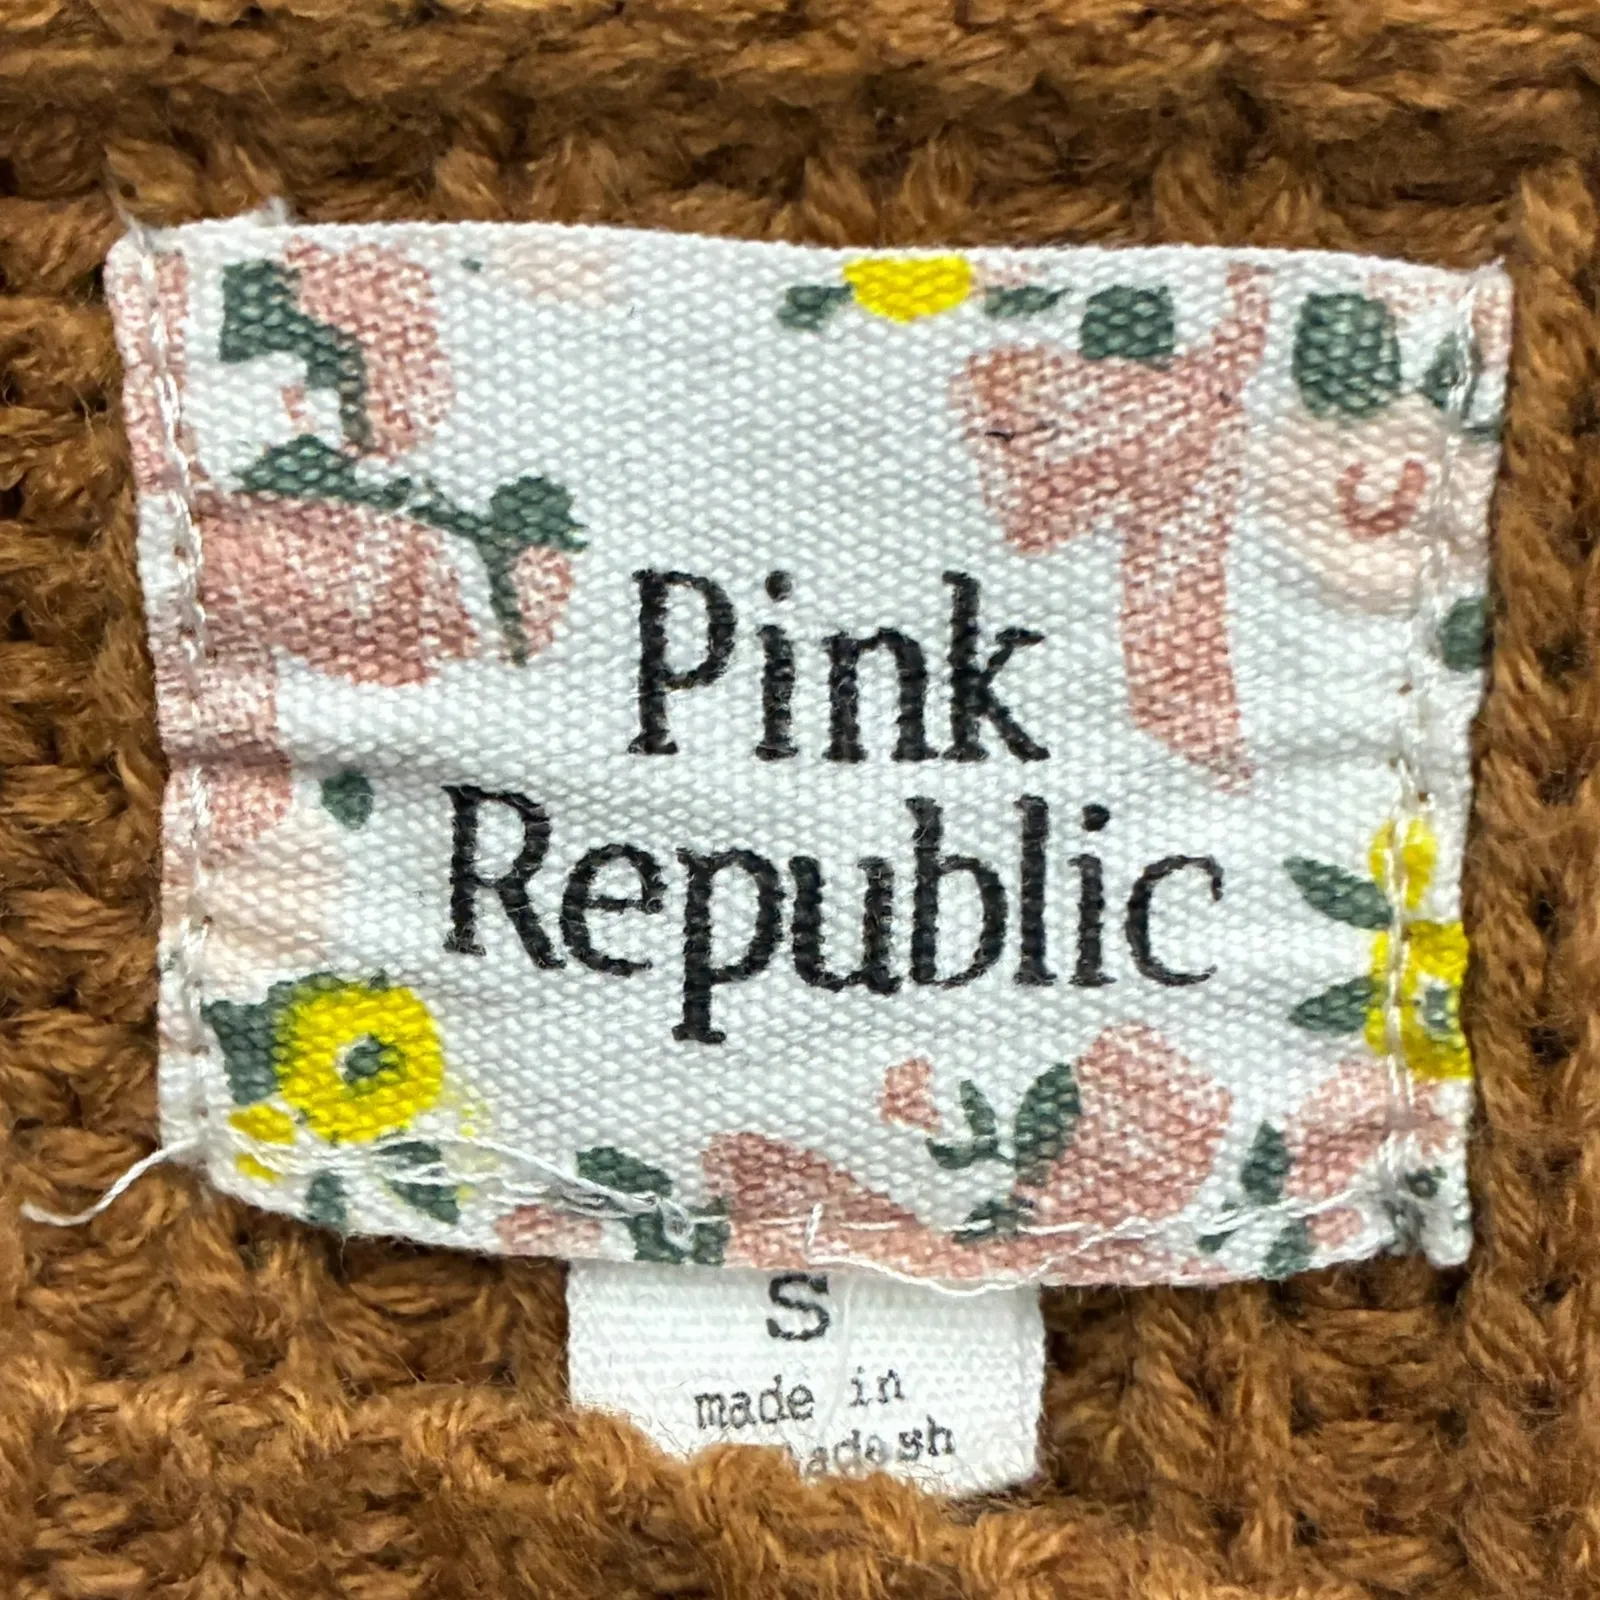 Pink
Republic
S
made in